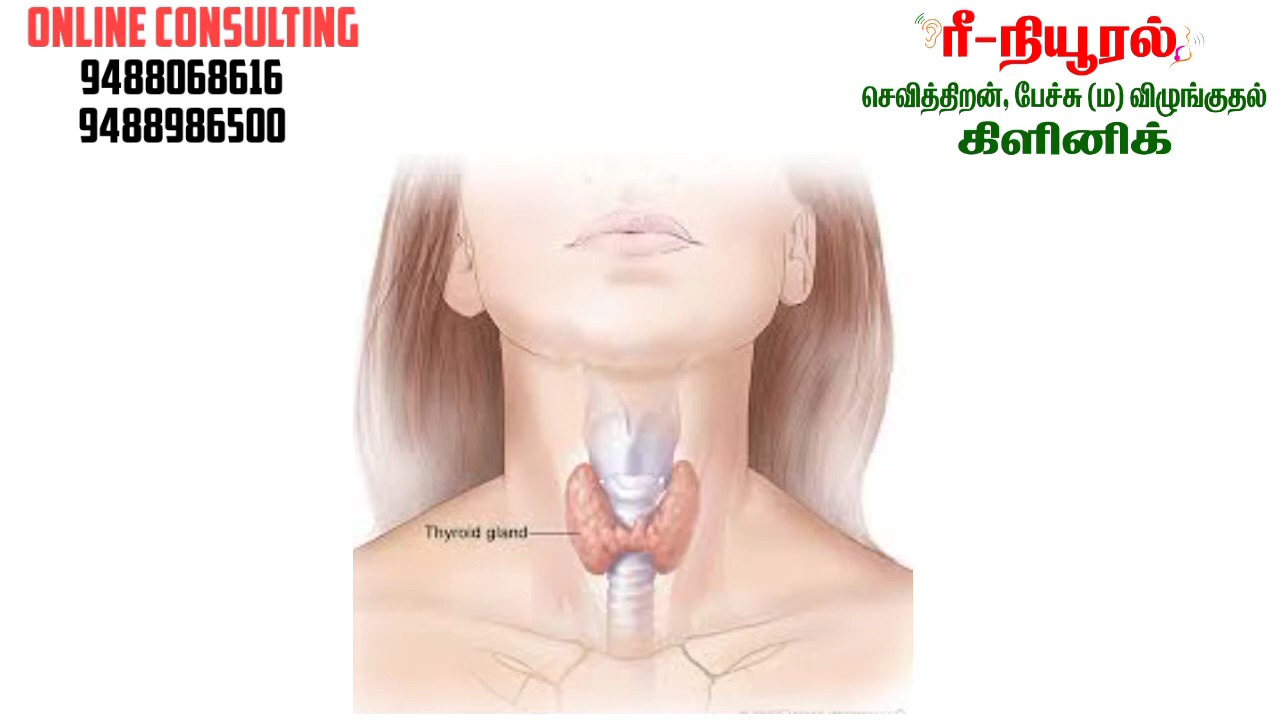 ONLINE CONSULTING
9488068616
9488986500
ரீ-நியூரல்
செவித்திறன், பேச்சு (ம) விழுங்குதல்
கிளினிக்
Thyroid gland